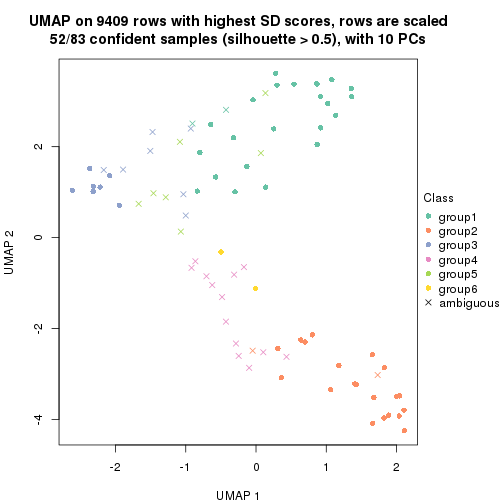 UMAP on 9409 rows with highest SD scores, rows are scaled
52/83 confident samples (silhouette > 0.5), with 10 PCs
UMAP 2
2
0
-2
-4
-2
-1
0
1
2
UMAP 1
Class
group1
group2
group3
group4
group5
group6
ambiguous